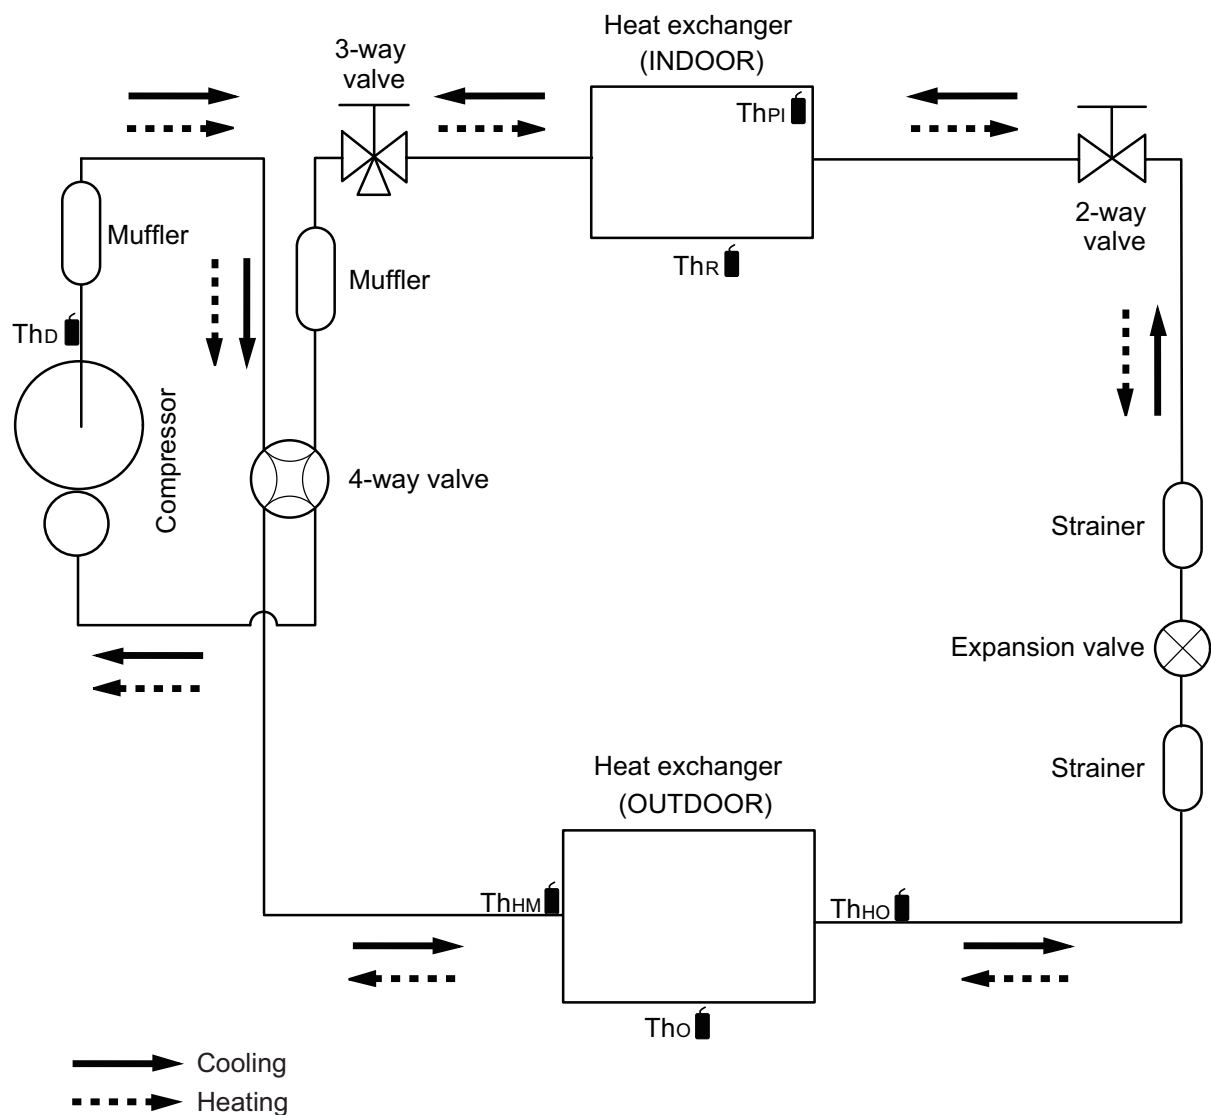 Heat exchanger
(INDOOR)
3-way
valve
ThPI
2-way
valve
Muffler
ThR
Muffler
ThD
Compressor
4-way valve
Strainer
Expansion valve
Heat exchanger
(OUTDOOR)
Strainer
ThHM
ThHO
ThO
Cooling
Heating